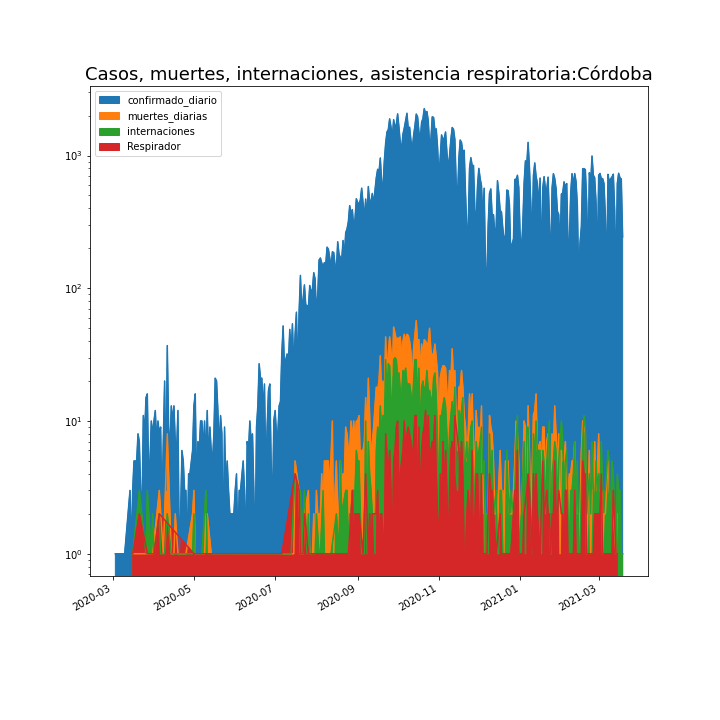 Casos, muertes, internaciones, asistencia respiratoria:Córdoba
confirmado_diario
muertes_diarias
internaciones
Respirador
10³
10²
10¹
10⁰
2020-03
2020-05
2020-07
2020-09
2020-11
2021-01
2021-03